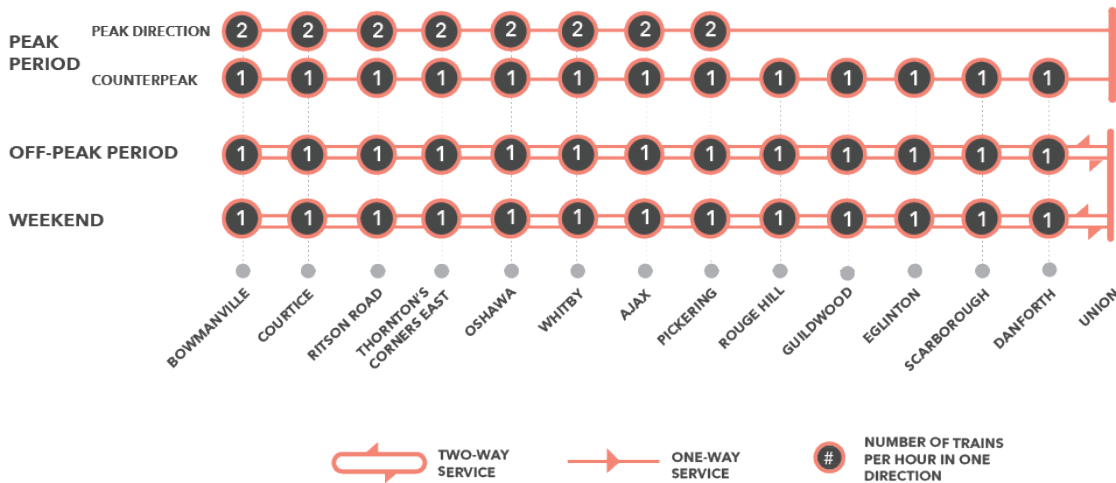 PEAK
PERIOD
PEAK DIRECTION
2 2 2 2 2 2 2 2
COUNTERPEAK
1 1 1 1 1 1 1 1 1 1 1 1 1
OFF-PEAK PERIOD
1 1 1 1 1 1 1 1 1 1 1 1 1
WEEKEND
1 1 1 1 1 1 1 1 1 1 1 1 1
BOWMANVILLE
COURTICE
RITSON ROAD
THORNTON'S
CORNERS EAST
OSHAWA
WHITBY
AJAX
PICKERING
ROUGE HILL
GUILDWOOD
EGLINTON
SCARBOROUGH
DANFORTH
UNION
TWO-WAY
SERVICE
ONE-WAY
SERVICE
#
NUMBER OF TRAINS
PER HOUR IN ONE
DIRECTION